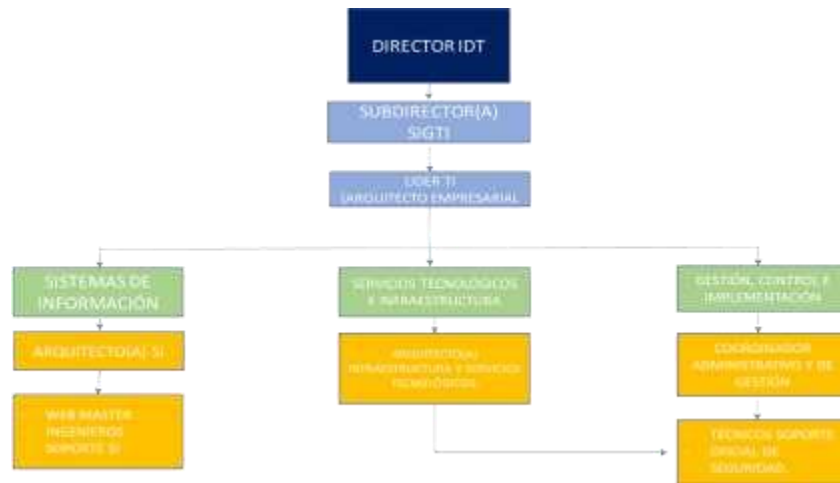 DIRECTOR IDT
SUBDIRECTOR(A)
SIGTI
LIDER TI
(ARQUITECTO EMPRESARIAL
SISTEMAS DE
INFORMACIÓN
SERVICIOS TECNOLÓGICOS
E INFRAESTRUCTURA
GESTIÓN, CONTROL E
IMPLEMENTACIÓN
ARQUITECTO(A) SI
ARQUITECTO(A)
INFRAESTRUCTURA Y SERVICIOS
TECNOLÓGICOS
COORDINADOR
ADMINISTRATIVO Y DE
GESTIÓN
WEB MASTER
INGENIEROS
SOPORTE SI
TÉCNICOS SOPORTE
OFICIAL DE
SEGURIDAD.